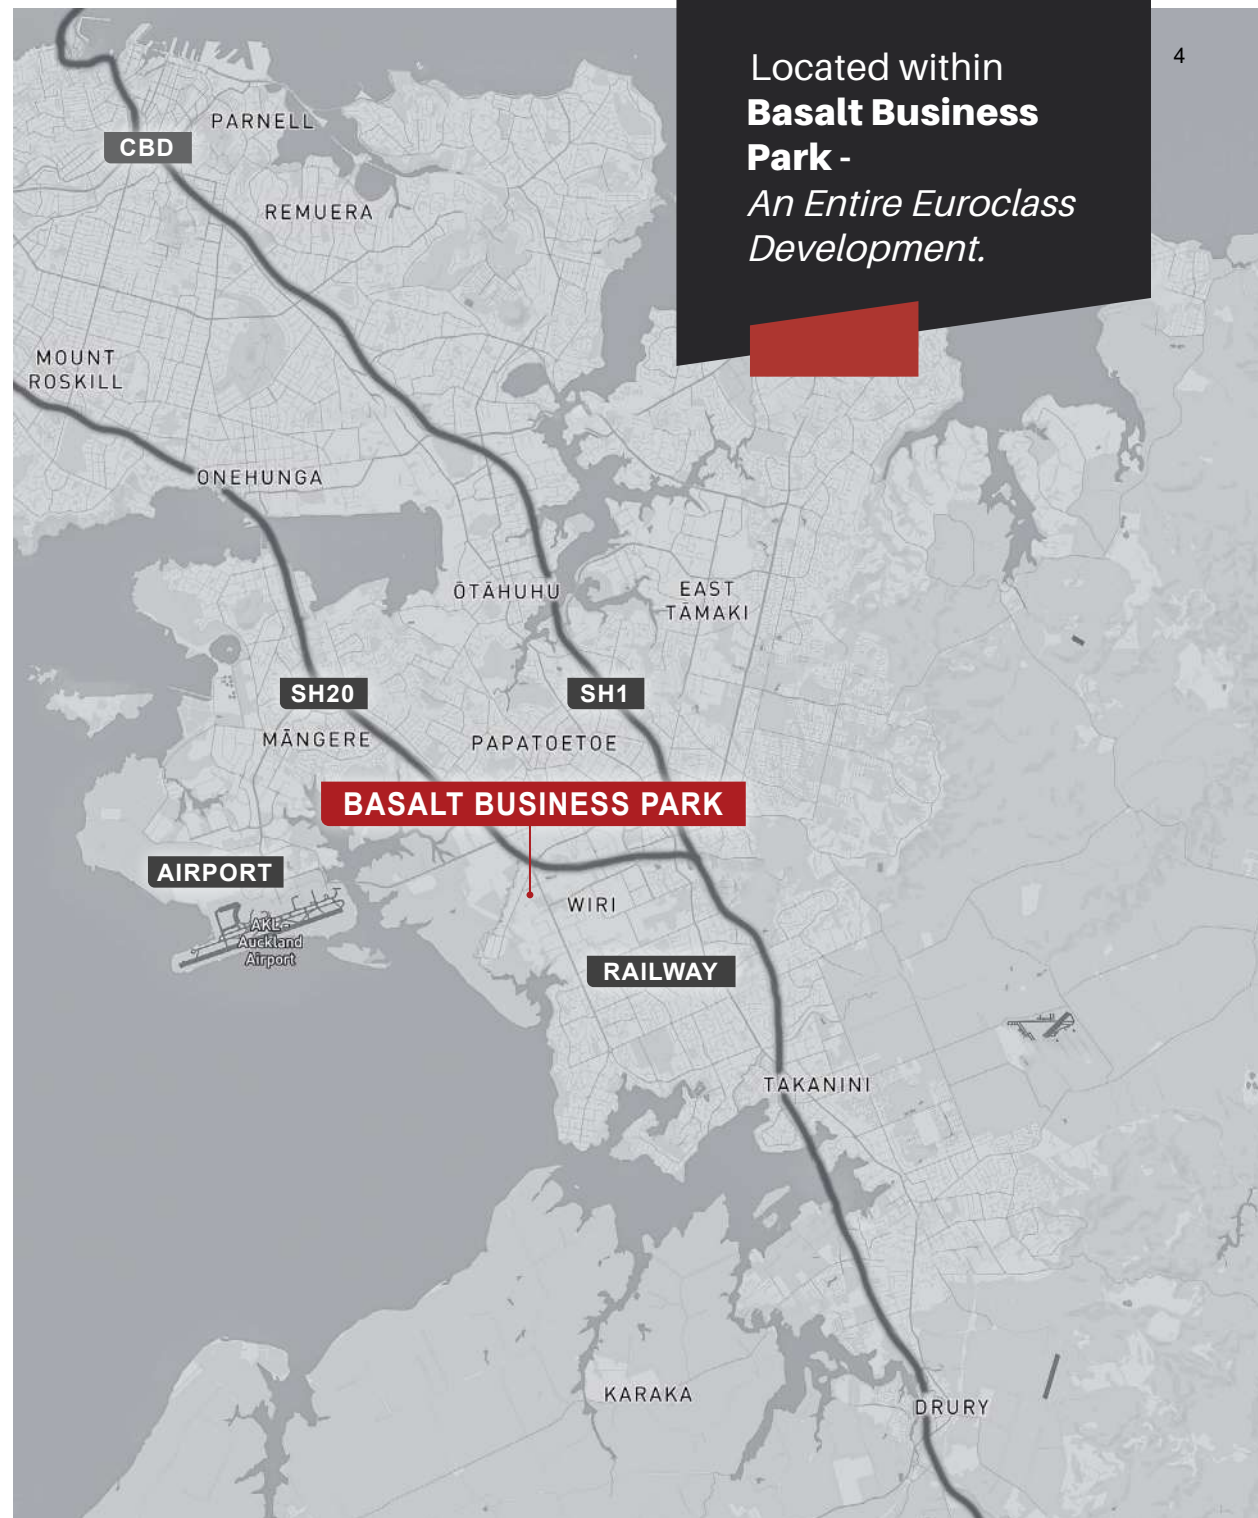 Located within
Basalt Business
Park -
An Entire Euroclass
Development.
4
PARNELL
CBD
REMUERA
MOUNT
ROSKILL
ONEHUNGA
ŌTĀHUHU
EAST
TĀMAKI
SH20
SH1
MĀNGERE
PAPATOETOE
BASALT BUSINESS PARK
AIRPORT
WIRI
AKL -
Auckland
Airport
RAILWAY
TAKANINI
KARAKA
DRURY